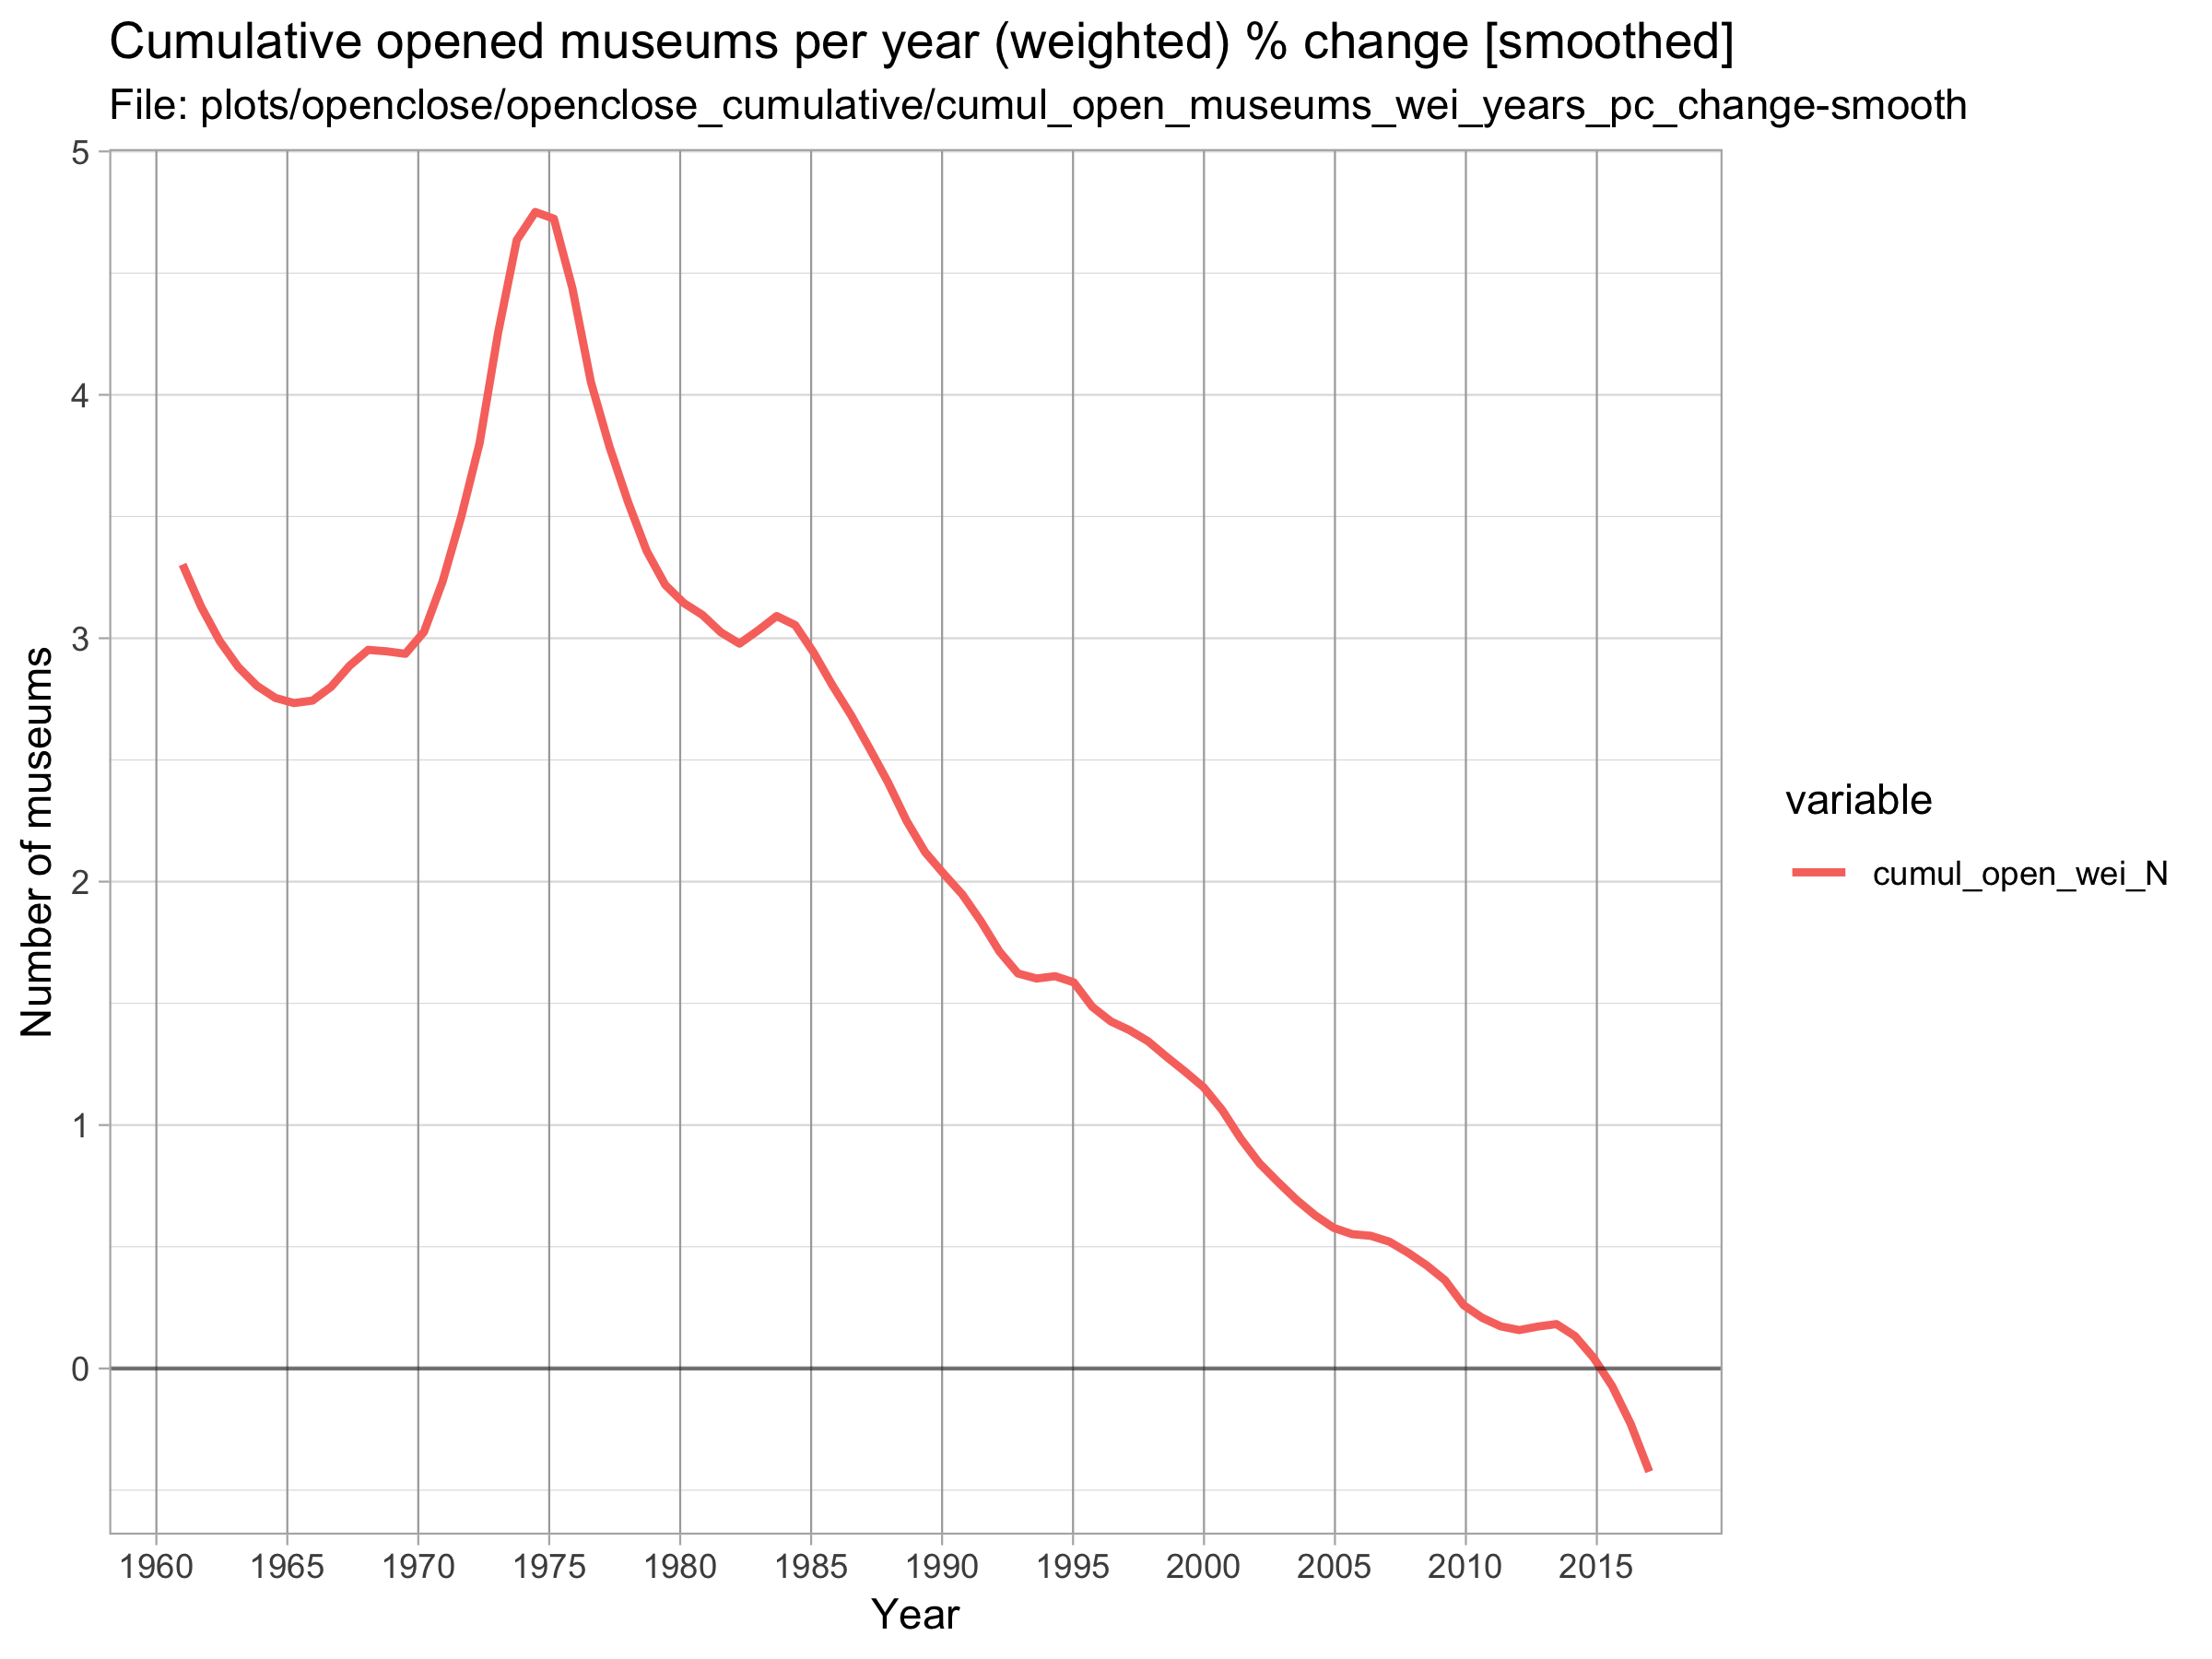 Cumulative opened museums per year (weighted) % change [smoothed]
File: plots/openclose/openclose_cumulative/cumul_open_museums_wei_years_pc_change-smooth
5
4
3
2
1
0
Number of museums
1960 1965 1970 1975 1980 1985 1990 1995 2000 2005 2010 2015
Year
variable
cumul_open_wei_N